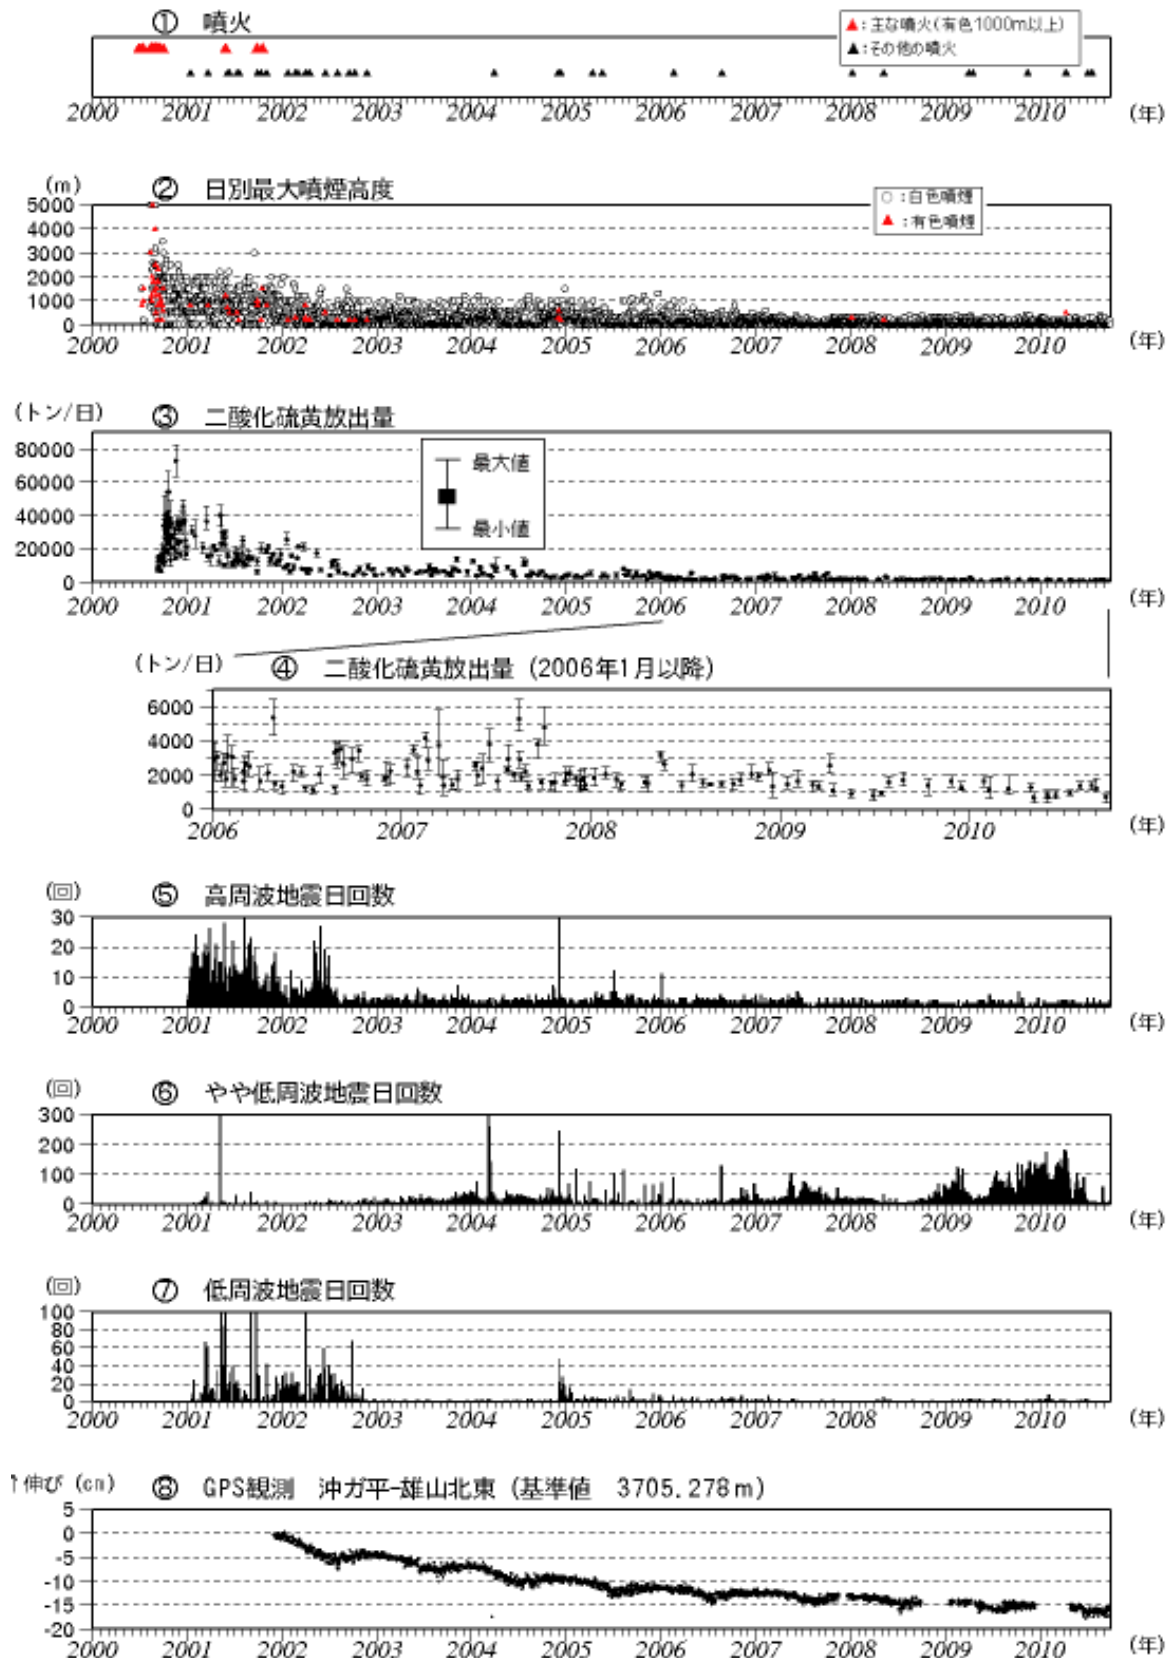 ① 噴火
▲:主な噴火(有色1000m以上)
▲:その他の噴火
2000 2001 2002 2003 2004 2005 2006 2007 2008 2009 2010 (年)
(m) ② 日別最大噴煙高度
○:白色噴煙
▲:有色噴煙
5000
4000
3000
2000
1000
0
2000 2001 2002 2003 2004 2005 2006 2007 2008 2009 2010 (年)
(トン/日) ③ 二酸化硫黄放出量
最大値
最小値
80000
60000
40000
20000
0
2000 2001 2002 2003 2004 2005 2006 2007 2008 2009 2010 (年)
(トン/日) ④ 二酸化硫黄放出量 (2006年1月以降)
6000
4000
2000
0
2006 2007 2008 2009 2010 (年)
(回) ⑤ 高周波地震日回数
30
20
10
0
2000 2001 2002 2003 2004 2005 2006 2007 2008 2009 2010 (年)
(回) ⑥ やや低周波地震日回数
300
200
100
0
2000 2001 2002 2003 2004 2005 2006 2007 2008 2009 2010 (年)
(回) ⑦ 低周波地震日回数
100
80
60
40
20
0
2000 2001 2002 2003 2004 2005 2006 2007 2008 2009 2010 (年)
↑伸び (cm) ⑧ GPS観測 沖ガ平-雄山北東 (基準値 3705.278m)
5
0
-5
-10
-15
-20
2000 2001 2002 2003 2004 2005 2006 2007 2008 2009 2010 (年)